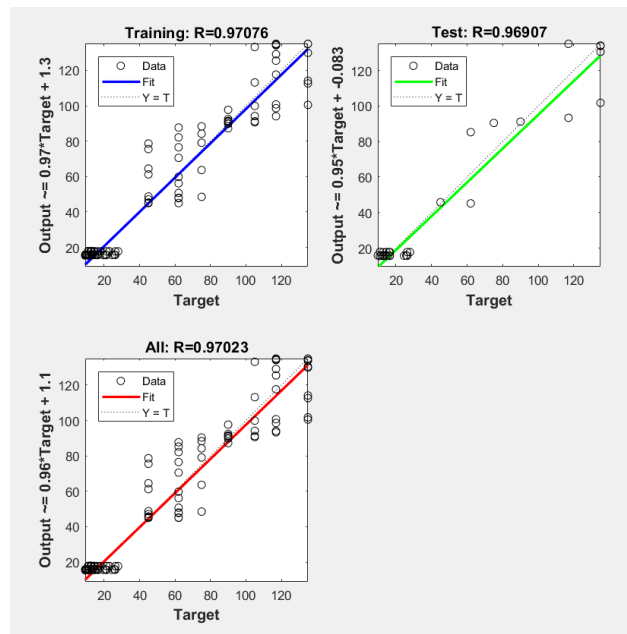 Training: R=0.97076
Output ~= 0.97*Target + 1.3
120
100
80
60
40
20
Data
Fit
Y = T
20 40 60 80 100 120
Target
Test: R=0.96907
Output ~= 0.95*Target + -0.083
120
100
80
60
40
20
Data
Fit
Y = T
20 40 60 80 100 120
Target
All: R=0.97023
Output ~= 0.96*Target + 1.1
120
100
80
60
40
20
Data
Fit
Y = T
20 40 60 80 100 120
Target